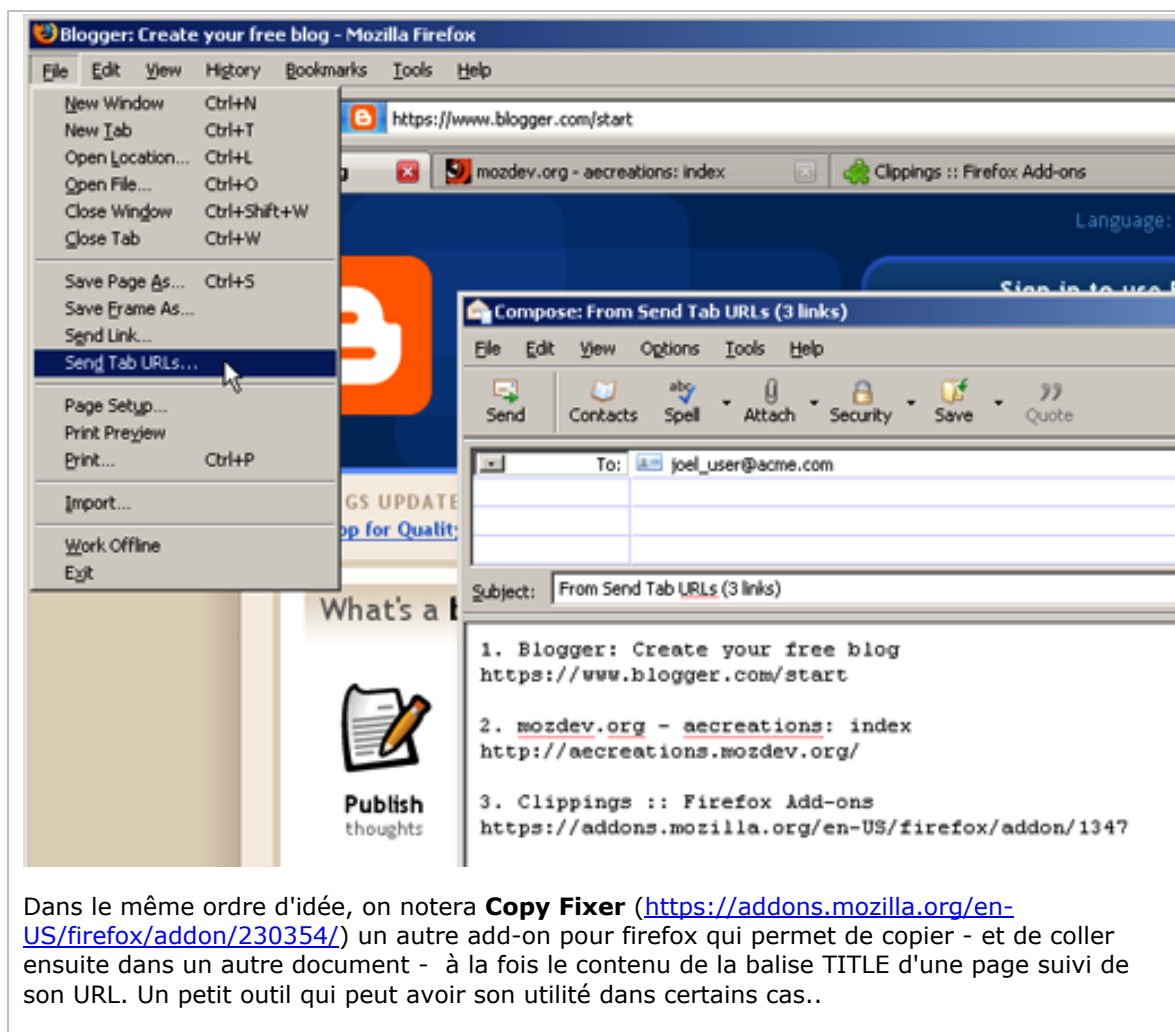 Blogger: Create your free blog - Mozilla Firefox
File Edit View History Bookmarks Tools Help
New Window Ctrl+N
New Tab Ctrl+T
Open Location... Ctrl+L
Open File... Ctrl+O
Close Window Ctrl+Shift+W
Close Tab Ctrl+W
Save Page As... Ctrl+S
Save Frame As...
Send Link...
Send Tab URLs...
Page Setup...
Print Preview
Print... Ctrl+P
Import...
Work Offline
Exit
https://www.blogger.com/start
mozdev.org - aecreations: index
Clippings :: Firefox Add-ons
Language:
Sign in to use
Compose: From Send Tab URLs (3 links)
File Edit View Options Tools Help
Send Contacts Spell Attach Security Save Quote
To: joel_user@acme.com
Subject: From Send Tab URLs (3 links)
1. Blogger: Create your free blog
https://www.blogger.com/start
2. mozdev.org - aecreations: index
http://aecreations.mozdev.org/
3. Clippings :: Firefox Add-ons
https://addons.mozilla.org/en-US/firefox/addon/1347
GS UPDATE
op for Quality
What's a b
Publish
thoughts
Dans le même ordre d'idée, on notera Copy Fixer (https://addons.mozilla.org/en-
US/firefox/addon/230354/) un autre add-on pour firefox qui permet de copier - et de coller
ensuite dans un autre document - à la fois le contenu de la balise TITLE d'une page suivi de
son URL. Un petit outil qui peut avoir son utilité dans certains cas..